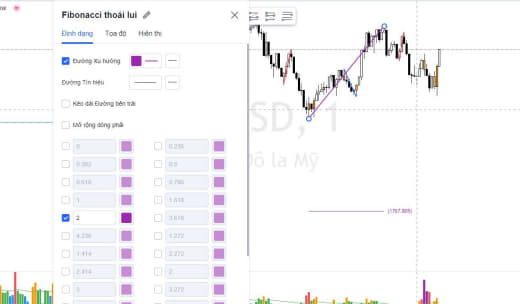 Fibonacci thoái lui
Định dạng Tọa độ Hiển thị
Đường Xu hướng
Đường Tín hiệu
Kéo dài Đường bên trái
Mở rộng dòng phải
0 0.236
0.382 0.5
0.618 0.786
1 1.618
2 3.618
4.236 1.272
1.414 2.272
2.414 2
3 3.272
SD, 1
Đô la Mỹ